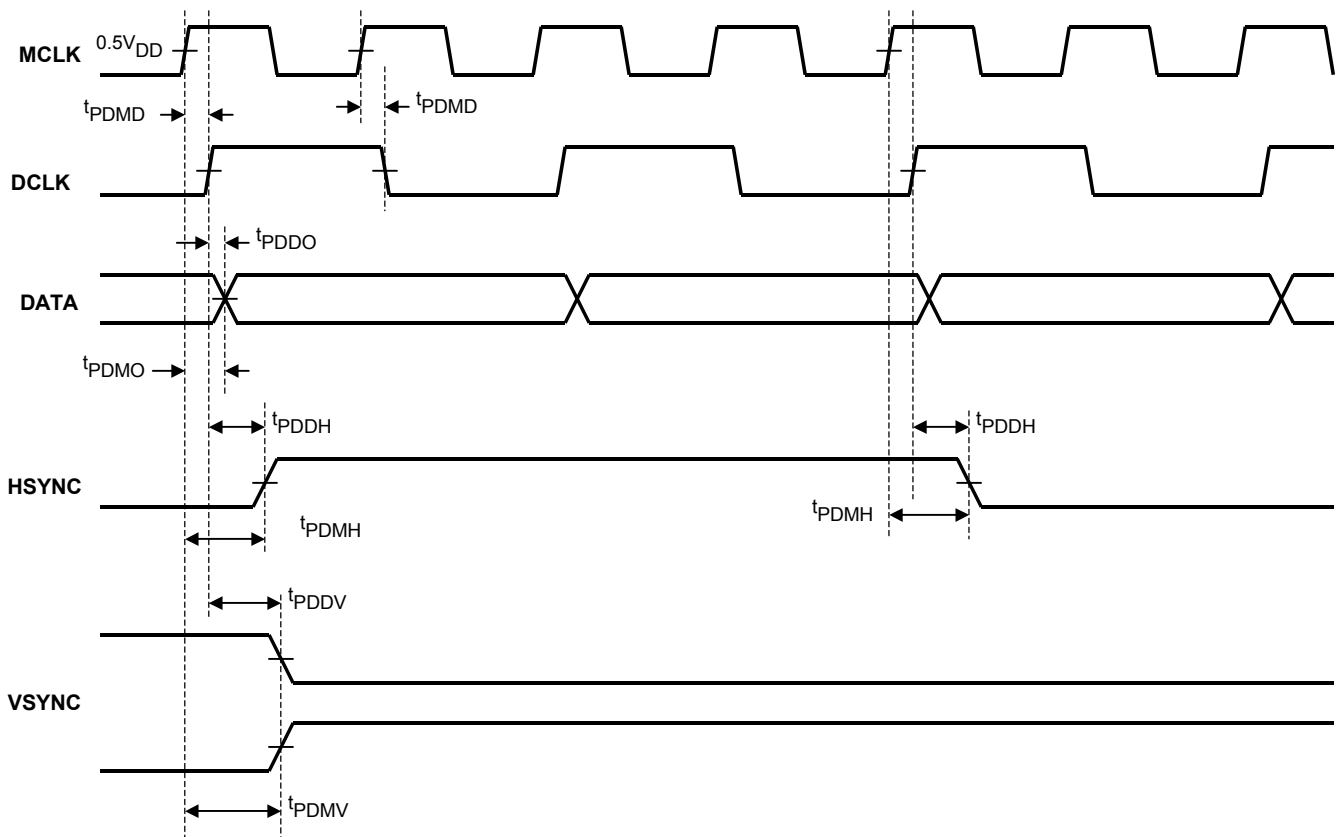 MCLK 0.5VDD
tPDMD tPDMD
DCLK
tPDDO
DATA
tPDMO
tPDDH tPDDH
HSYNC
tPDMH tPDMH
tPDDV
VSYNC
tPDMV